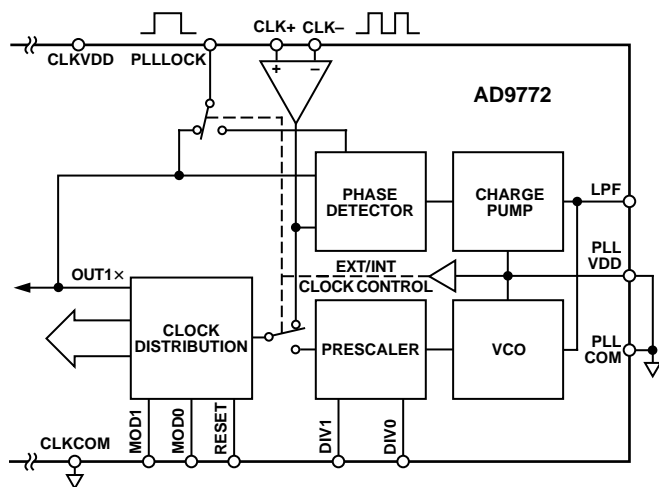 CLK+ CLK–
CLKVDD PLLLOCK
+ –
AD9772
PHASE
DETECTOR
CHARGE
PUMP
LPF
PLL
VDD
OUT1×
EXT/INT
CLOCK CONTROL
CLOCK
DISTRIBUTION
PRESCALER
VCO
PLL
COM
CLKCOM
MOD1
MOD0
RESET
DIV1
DIV0